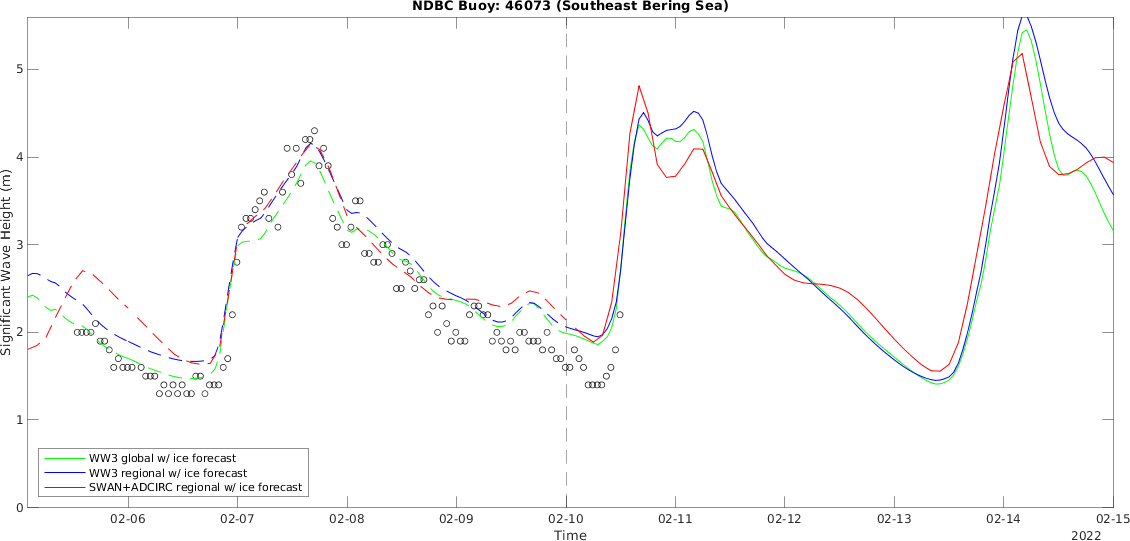 NDBC Buoy: 46073 (Southeast Bering Sea)
Significant Wave Height (m)
5
4
3
2
1
0
WW3 global w/ ice forecast
WW3 regional w/ ice forecast
SWAN+ADCIRC regional w/ ice forecast
02-06 02-07 02-08 02-09 02-10 02-11 02-12 02-13 02-14 02-15
Time
2022